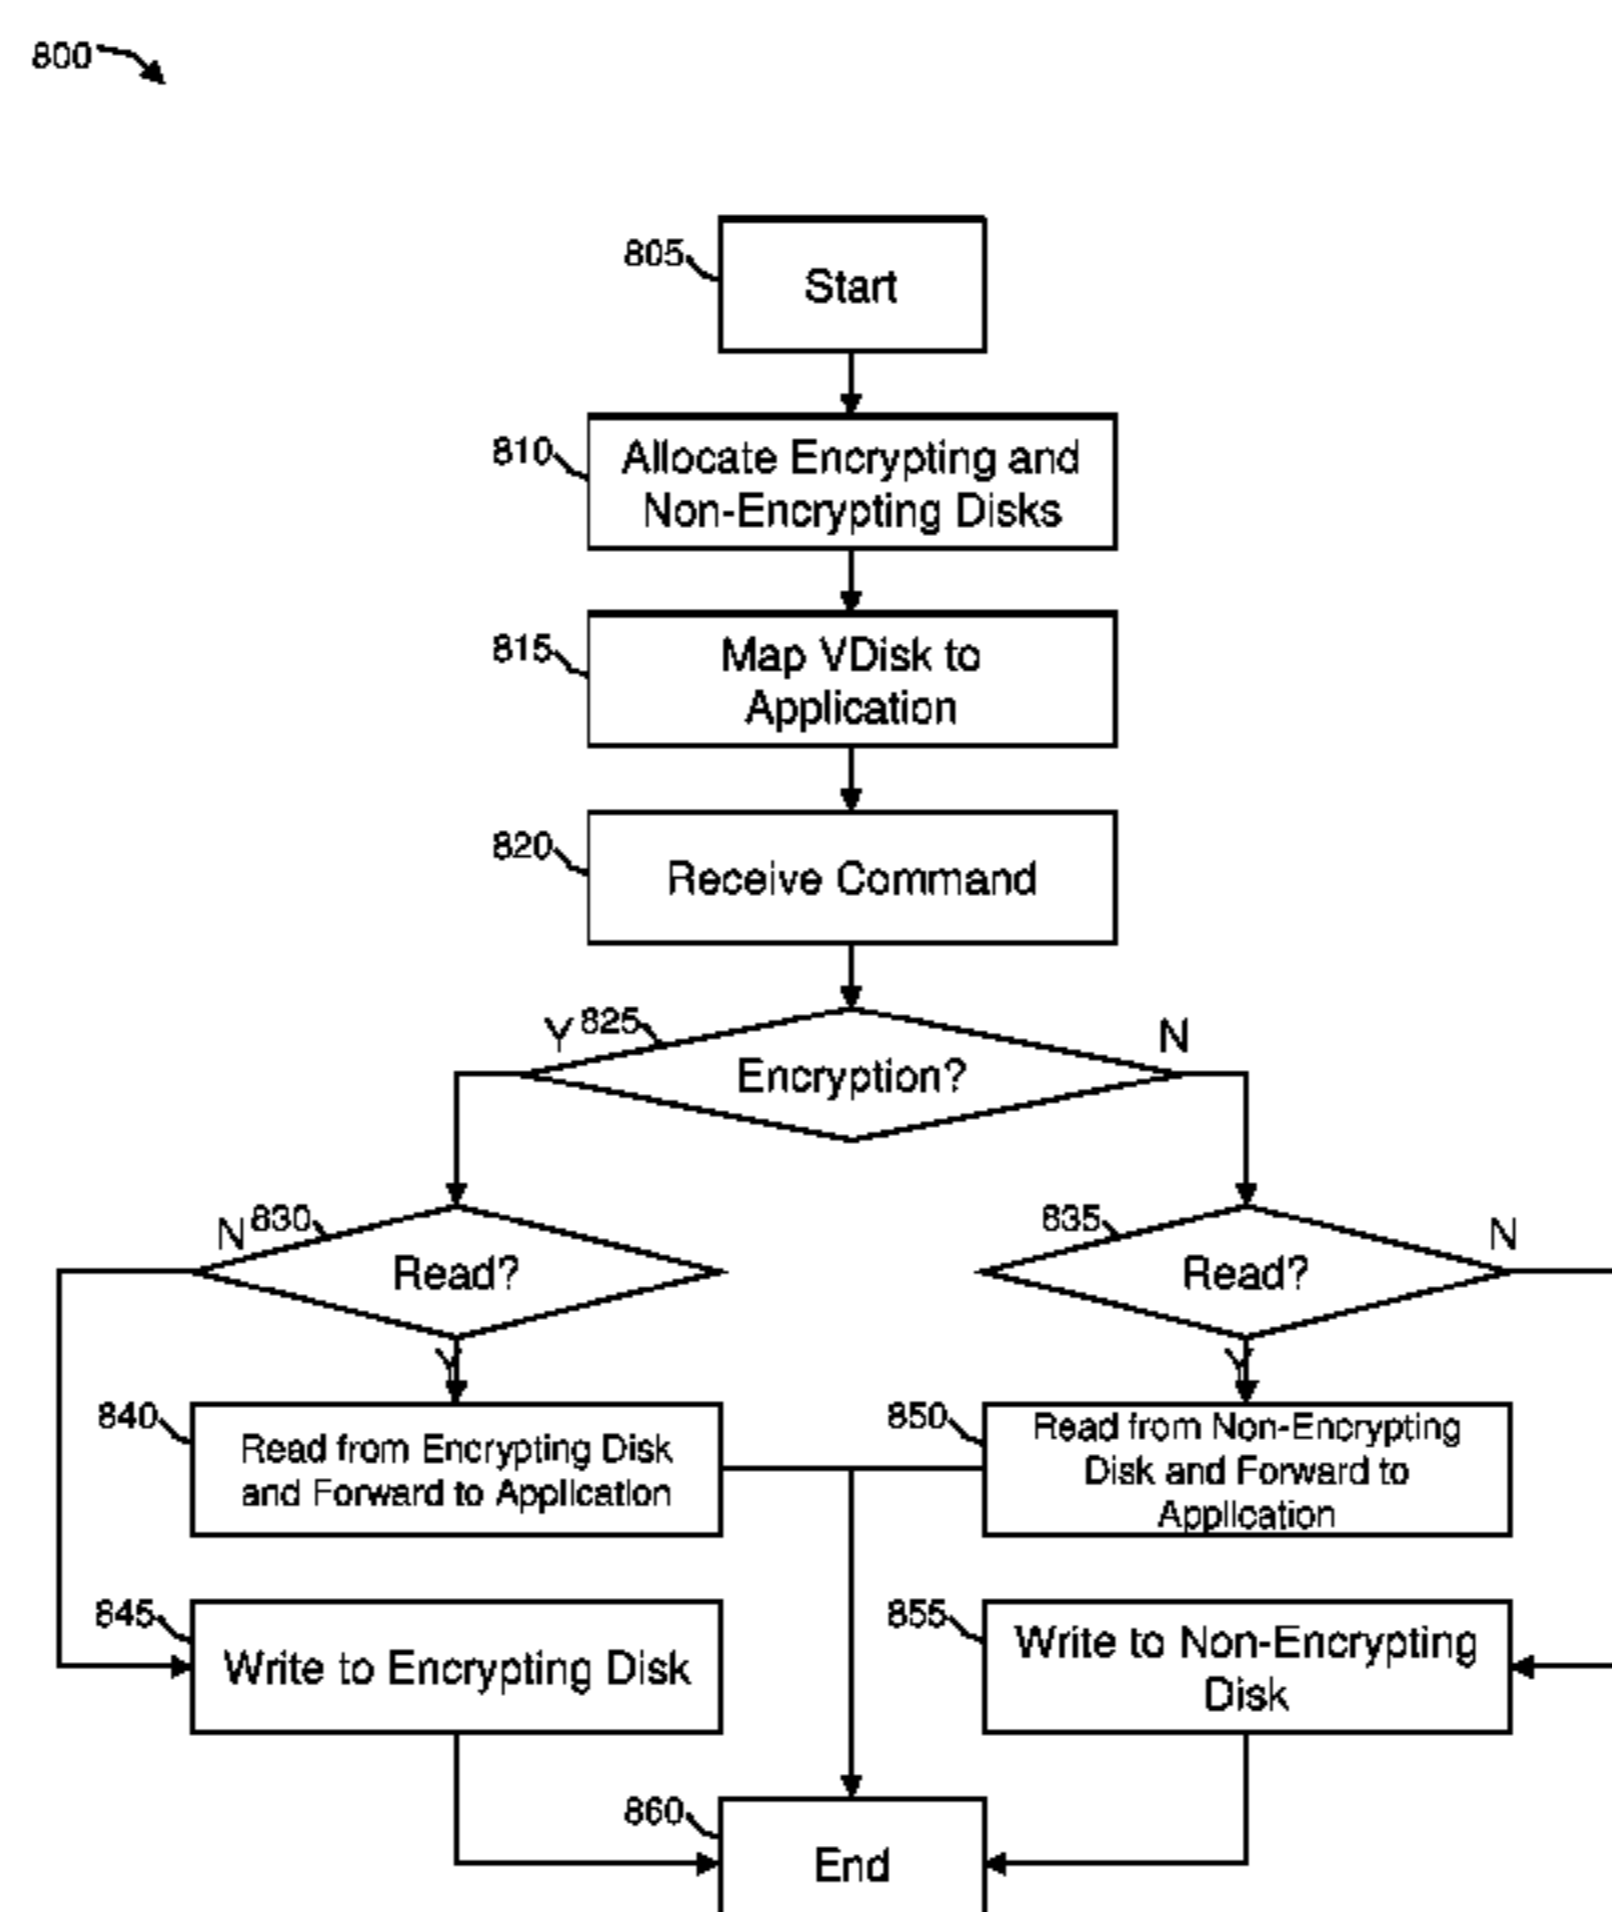 800
805
Start
810
Allocate Encrypting and
Non-Encrypting Disks
815
Map VDisk to
Application
820
Receive Command
Y 825
N
Encryption?
N 830
Read?
835
N
Read?
Y
Y
840
Read from Encrypting Disk
and Forward to Application
850
Read from Non-Encrypting
Disk and Forward to
Application
845
Write to Encrypting Disk
855
Write to Non-Encrypting
Disk
860
End